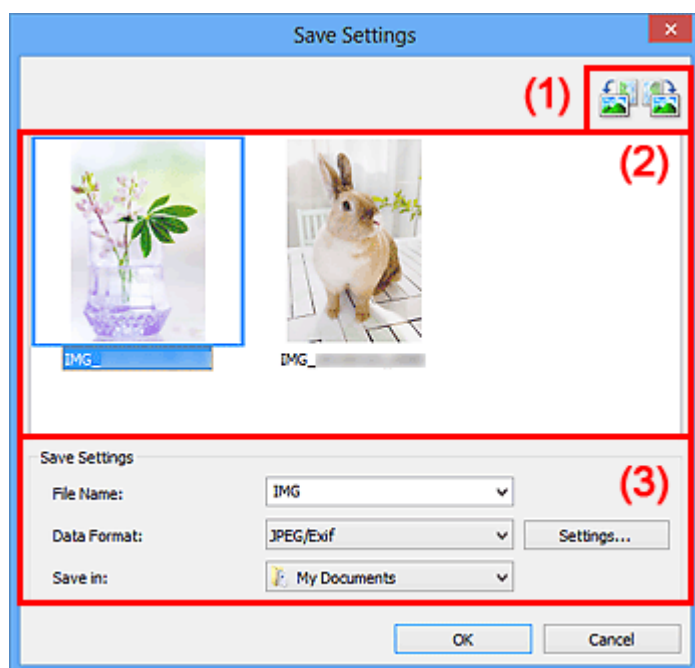 Save Settings
(1)
(2)
IMG_
IMG_
Save Settings
(3)
File Name:
IMG
Data Format:
JPEG/Exif
Settings...
Save in:
My Documents
OK
Cancel